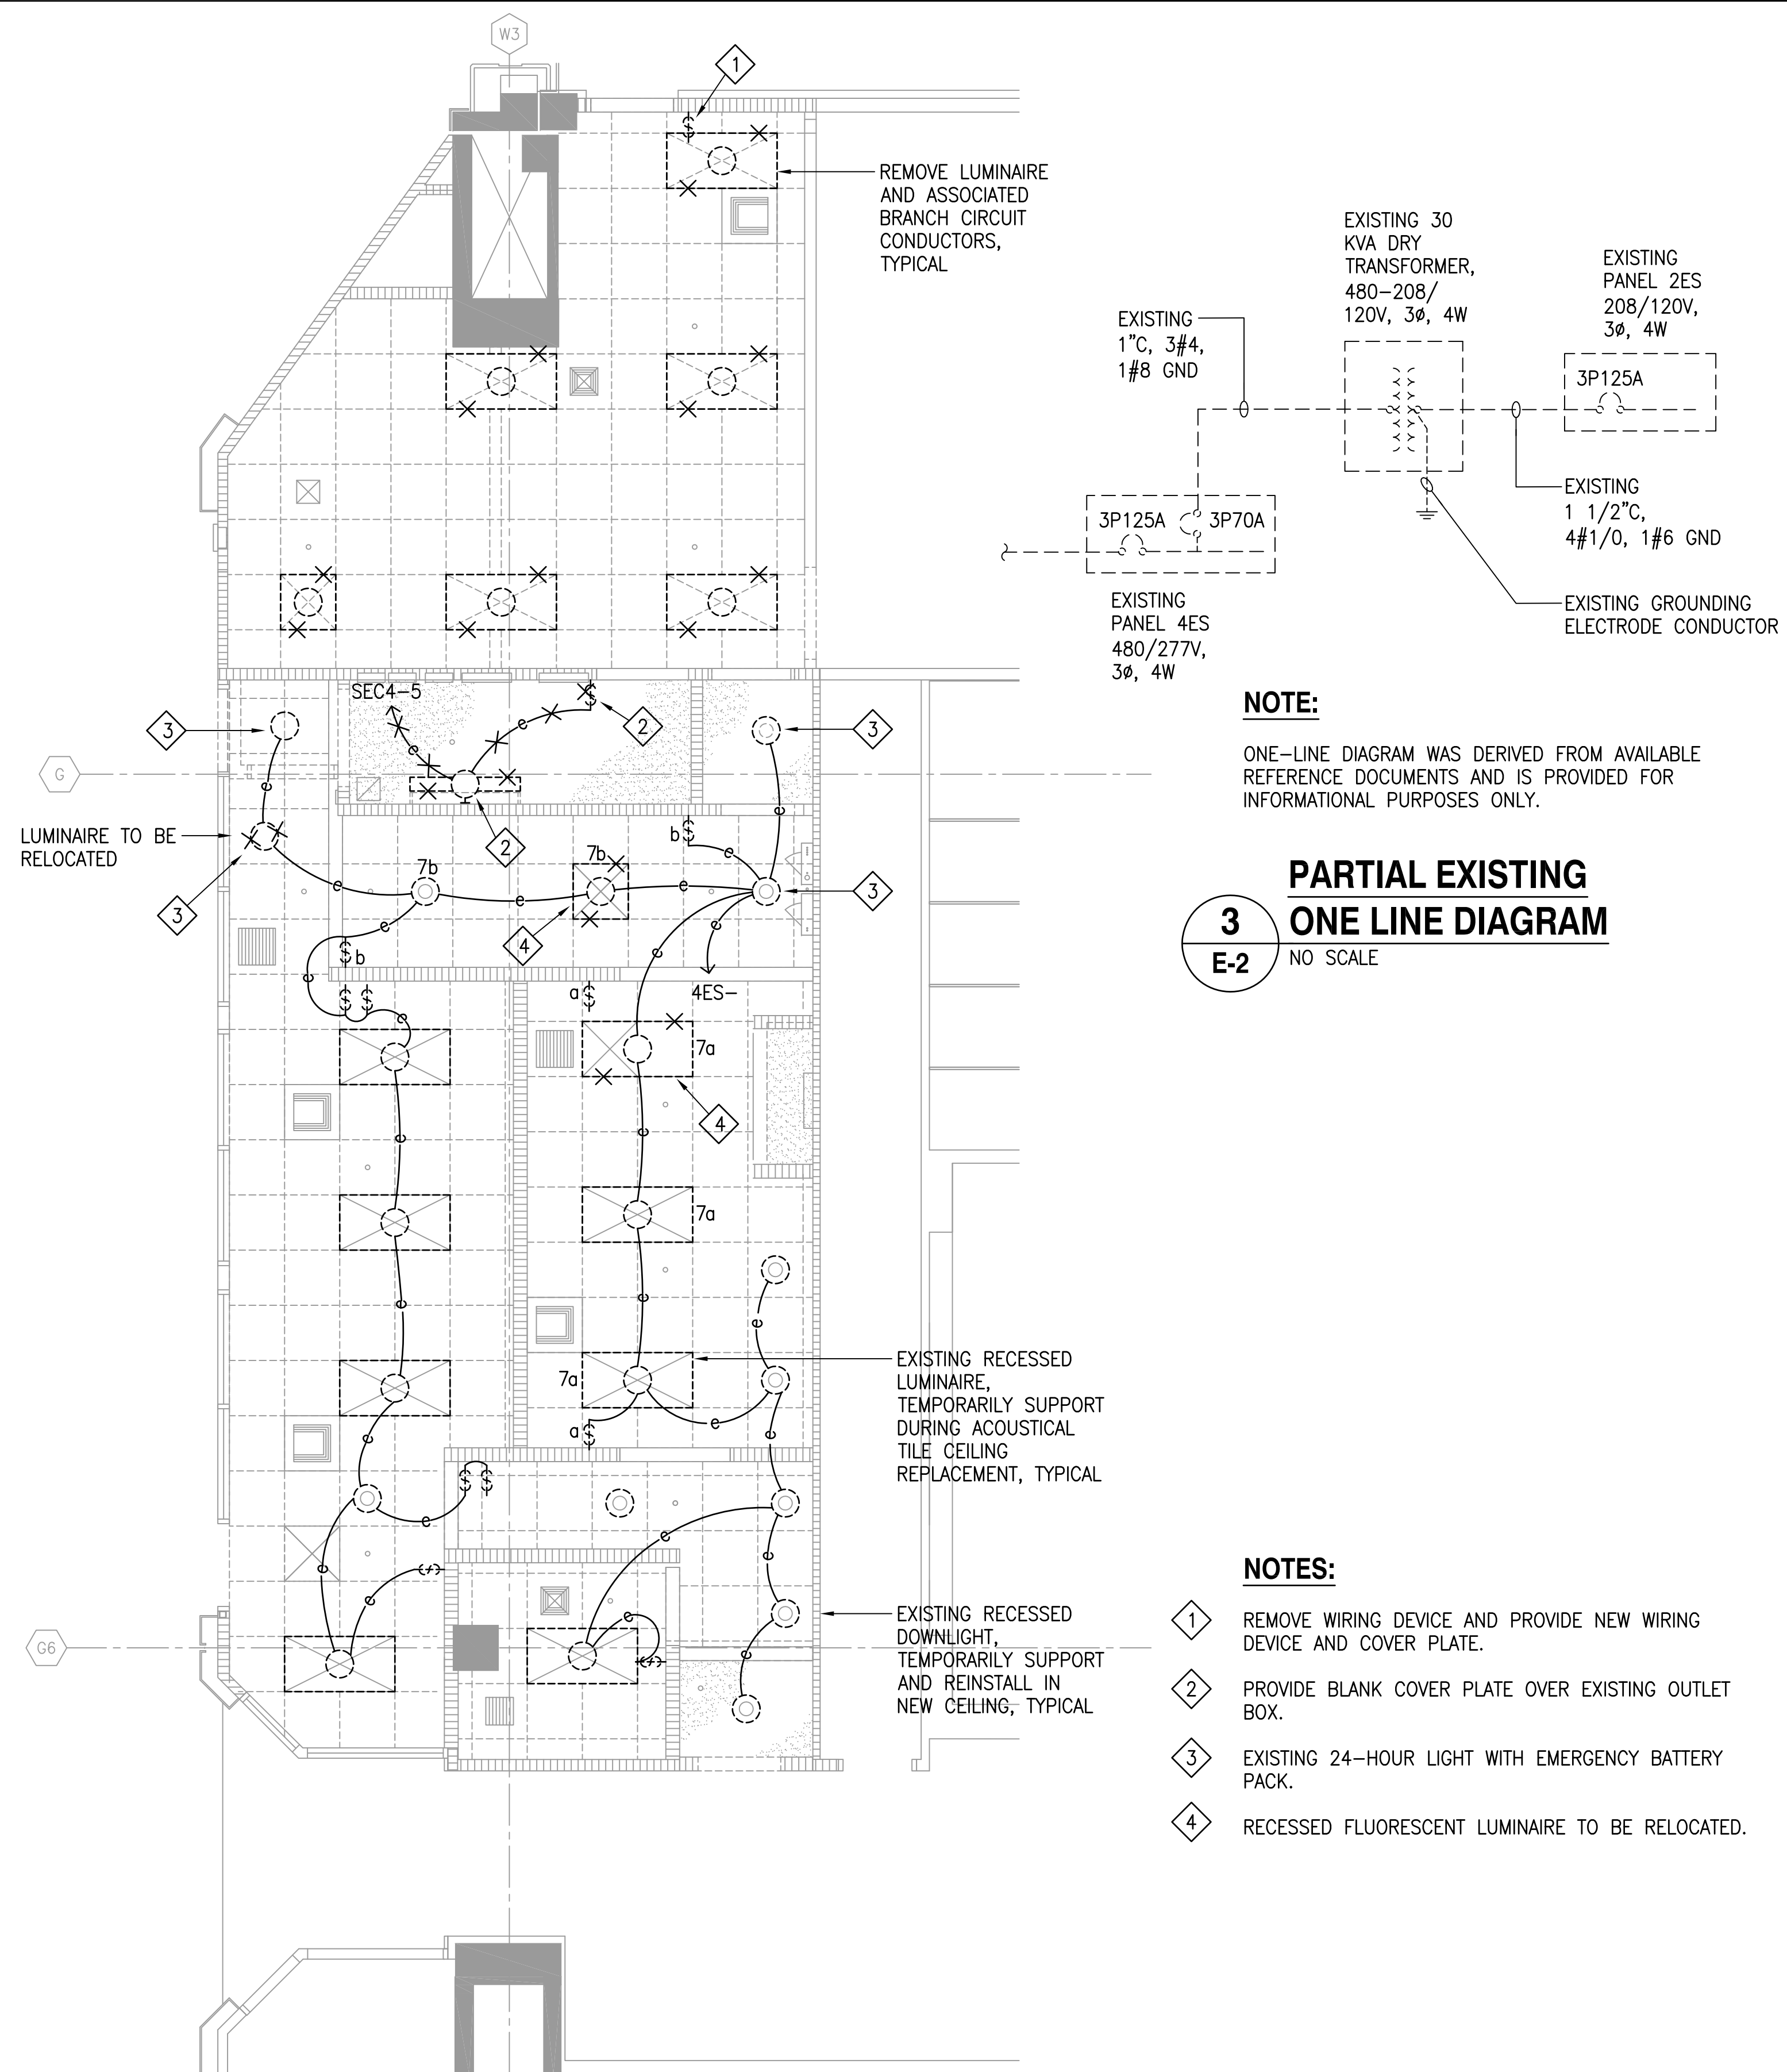 W3
1
REMOVE LUMINAIRE
AND ASSOCIATED
BRANCH CIRCUIT
CONDUCTORS,
TYPICAL
EXISTING 30
KVA DRY
TRANSFORMER,
480-208/
120V, 3ø, 4W
EXISTING
PANEL 2ES
208/120V,
3ø, 4W
EXISTING
1"C, 3#4,
1#8 GND
3P125A
EXISTING
1 1/2"C,
4#1/0, 1#6 GND
3P125A
3P70A
EXISTING
PANEL 4ES
480/277V,
3ø, 4W
EXISTING GROUNDING
ELECTRODE CONDUCTOR
SEC4-5
3
e
2
3
e
G
e
e
e
LUMINAIRE TO BE
RELOCATED
3
2
b
e
7b
7b
e
e
e
3
4
e
e
b
e
e
a
4ES-
e
7a
4
e
e
7a
e
e
e
7a
EXISTING RECESSED
LUMINAIRE,
TEMPORARILY SUPPORT
DURING ACOUSTICAL
TILE CEILING
REPLACEMENT, TYPICAL
e
e
a
e
e
e
e
e
e
e
e
EXISTING RECESSED
DOWNLIGHT,
TEMPORARILY SUPPORT
AND REINSTALL IN
NEW CEILING, TYPICAL
G6
e
NOTE:
ONE-LINE DIAGRAM WAS DERIVED FROM AVAILABLE
REFERENCE DOCUMENTS AND IS PROVIDED FOR
INFORMATIONAL PURPOSES ONLY.
3
E-2
PARTIAL EXISTING
ONE LINE DIAGRAM
NO SCALE
NOTES:
1 REMOVE WIRING DEVICE AND PROVIDE NEW WIRING
DEVICE AND COVER PLATE.
2 PROVIDE BLANK COVER PLATE OVER EXISTING OUTLET
BOX.
3 EXISTING 24-HOUR LIGHT WITH EMERGENCY BATTERY
PACK.
4 RECESSED FLUORESCENT LUMINAIRE TO BE RELOCATED.